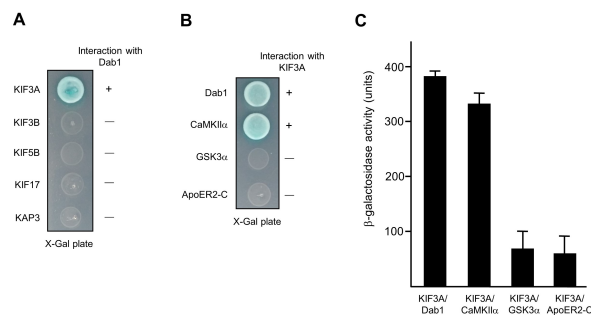 A
Interaction with
Dab1
KIF3A +
KIF3B —
KIF5B —
KIF17 —
KAP3 —
X-Gal plate
B
Interaction with
KIF3A
Dab1 +
CaMKIIα +
GSK3α —
ApoER2-C —
X-Gal plate
C
β-galactosidase activity (units)
400
300
200
100
KIF3A/ KIF3A/ KIF3A/ KIF3A/
Dab1 CaMKIIα GSK3α ApoER2-C